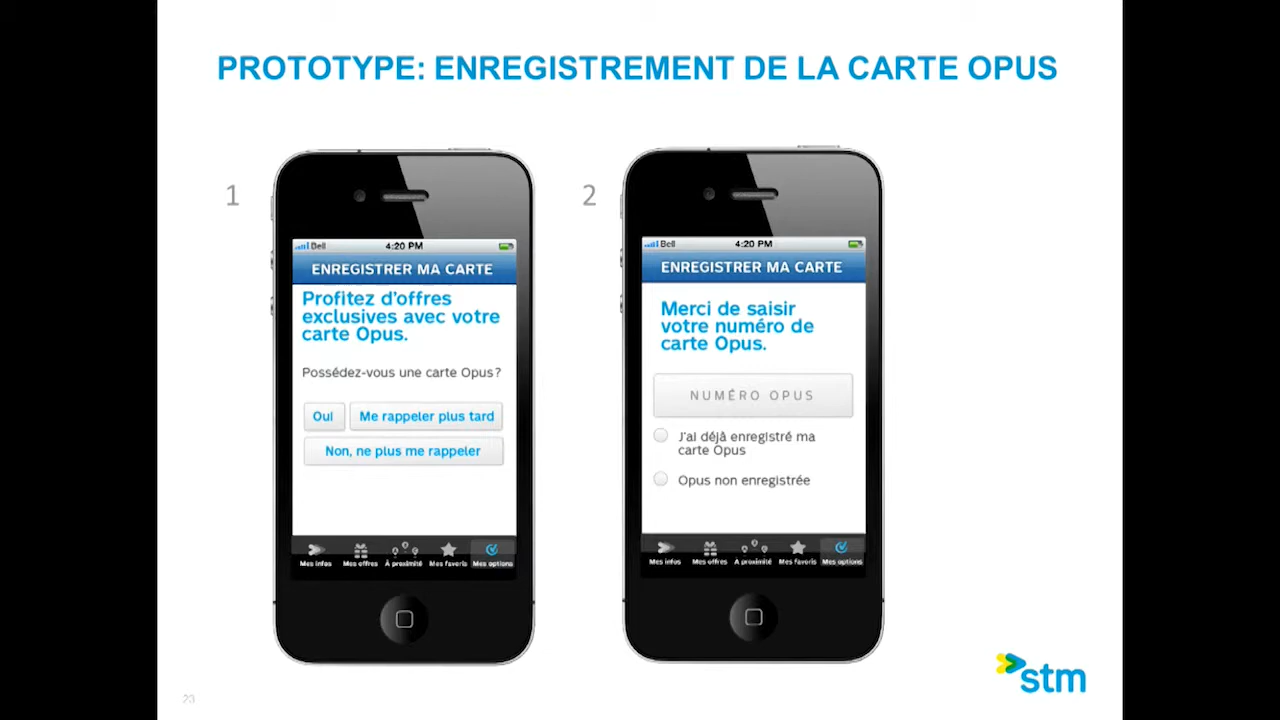 PROTOTYPE: ENREGISTREMENT DE LA CARTE OPUS
1
Bell 4:20 PM
ENREGISTRER MA CARTE
Profitez d'offres
exclusives avec votre
carte Opus.
Possédez-vous une carte Opus?
Oui Me rappeler plus tard
Non, ne plus me rappeler
Mes infos Mes offres À proximité Mes favoris Mes options
2
Bell 4:20 PM
ENREGISTRER MA CARTE
Merci de saisir
votre numéro de
carte Opus.
NUMÉRO OPUS
J'ai déjà enregistré ma
carte Opus
Opus non enregistrée
Mes infos Mes offres À proximité Mes favoris Mes options
stm
23